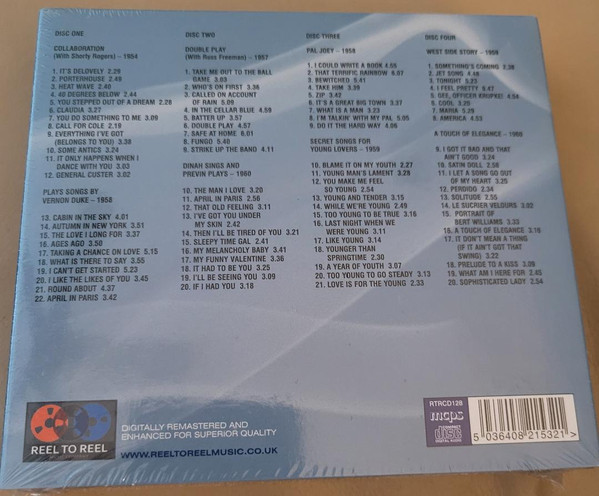 DISC ONE
COLLABORATION
(With Shorty Rogers) – 1954
1. IT'S DELOVELY 2.29
2. PORTERHOUSE 2.49
3. HEAT WAVE 2.40
4. 40 DEGREES BELOW 2.44
5. YOU STEPPED OUT OF A DREAM 2.28
6. CLAUDIA 3.27
7. YOU DO SOMETHING TO ME 3.09
8. CALL FOR COLE 2.19
9. EVERYTHING I'VE GOT
(BELONGS TO YOU) 3.38
10. SOME ANTICS 3.24
11. IT ONLY HAPPENS WHEN I
DANCE WITH YOU 3.03
12. GENERAL CUSTER 3.02
PLAYS SONGS BY
VERNON DUKE – 1958
13. CABIN IN THE SKY 4.01
14. AUTUMN IN NEW YORK 3.51
15. THE LOVE I LONG FOR 3.37
16. AGES AGO 3.50
17. TAKING A CHANCE ON LOVE 5.15
18. WHAT IS THERE TO SAY 3.55
19. I CAN'T GET STARTED 5.23
20. I LIKE THE LIKES OF YOU 3.45
21. ROUND ABOUT 4.37
22. APRIL IN PARIS 3.42
DISC TWO
DOUBLE PLAY
(With Russ Freeman) – 1957
1. TAKE ME OUT TO THE BALL
GAME 3.03
2. WHO'S ON FIRST 3.36
3. CALLED ON ACCOUNT
OF RAIN 5.09
4. IN THE CELLAR BLUE 4.59
5. BATTER UP 3.57
6. DOUBLE PLAY 4.57
7. SAFE AT HOME 6.01
8. FUNGO 5.40
9. STRIKE UP THE BAND 4.11
DINAH SINGS AND
PREVIN PLAYS – 1960
10. THE MAN I LOVE 3.20
11. APRIL IN PARIS 2.56
12. THAT OLD FEELING 3.11
13. I'VE GOT YOU UNDER
MY SKIN 2.42
14. THEN I'LL BE TIRED OF YOU 3.21
15. SLEEPY TIME GAL 2.41
16. MY MELANCHOLY BABY 2.41
17. MY FUNNY VALENTINE 3.36
18. IT HAD TO BE YOU 3.25
19. I'LL BE SEEING YOU 3.09
20. IF I HAD YOU 3.18
DISC THREE
PAL JOEY – 1958
1. I COULD WRITE A BOOK 4.55
2. THAT TERRIFIC RAINBOW 4.07
3. BEWITCHED 5.41
4. TAKE HIM 3.39
5. ZIP 3.42
6. IT'S A GREAT BIG TOWN 3.37
7. WHAT IS A MAN 3.23
8. I'M TALKIN' WITH MY PAL 5.05
9. DO IT THE HARD WAY 4.06
SECRET SONGS FOR
YOUNG LOVERS – 1959
10. BLAME IT ON MY YOUTH 2.27
11. YOUNG MAN'S LAMENT 3.28
12. YOU MAKE ME FEEL
SO YOUNG 2.54
13. YOUNG AND TENDER 3.15
14. WHILE WE'RE YOUNG 2.49
15. TOO YOUNG TO BE TRUE 3.16
16. LAST NIGHT WHEN WE
WERE YOUNG 3.11
17. LIKE YOUNG 3.14
18. YOUNGER THAN
SPRINGTIME 2.30
19. A YEAR OF YOUTH 3.07
20. TOO YOUNG TO GO STEADY 3.13
21. LOVE IS FOR THE YOUNG 2.33
DISC FOUR
WEST SIDE STORY – 1959
1. SOMETHING'S COMING 3.28
2. JET SONG 4.48
3. TONIGHT 5.23
4. I FEEL PRETTY 5.47
5. GEE, OFFICER KRUPKE!
6. COOL
7. MARIA
8. AMERICA 4.53
A TOUCH OF ELEGANCE – 1960
9. I GOT IT BAD AND THAT
AIN'T GOOD 3.24
10. SATIN DOLL 2.58
11. I LET A SONG GO OUT
OF MY HEART 3.25
12. PERDIDO 2.34
13. SOLITUDE 2.55
14. LE SUCRIER VELOURS 3.02
15. PORTRAIT OF
BERT WILLIAMS 3.33
16. A TOUCH OF ELEGANCE 3.16
17. IT DON'T MEAN A THING
(IF IT AIN'T GOT THAT
SWING) 3.22
18. PRELUDE TO A KISS 3.09
19. WHAT AM I HERE FOR 2.45
20. SOPHISTICATED LADY 2.54
REEL TO REEL
DIGITALLY REMASTERED AND
ENHANCED FOR SUPERIOR QUALITY
WWW.REELTOREELMUSIC.CO.UK
RTRCD128
mcps
COMPACT
disc
DIGITAL AUDIO
5 036408 215321 >